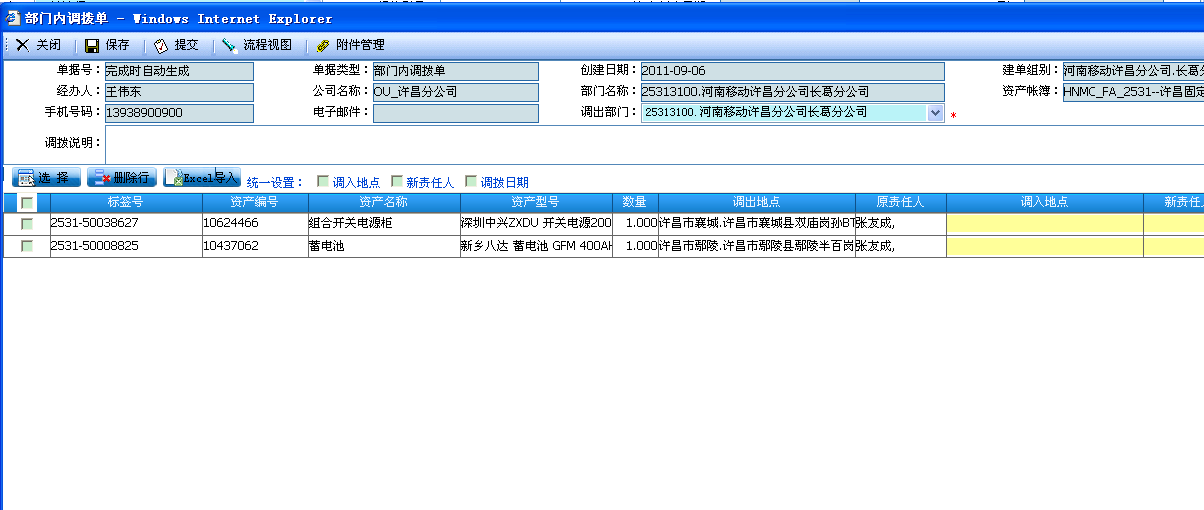 部门内调拨单 - Windows Internet Explorer
关闭 保存 提交 流程视图 附件管理
单据号: 完成时自动生成 单据类型: 部门内调拨单 创建日期: 2011-09-06 建单组别: 河南移动许昌分公司.长葛
经办人: 王伟东 公司名称: OU_许昌分公司 部门名称: 25313100.河南移动许昌分公司长葛分公司 资产帐簿: HNMC_FA_2531--许昌固定
手机号码: 13938900900 电子邮件: 调出部门: 25313100.河南移动许昌分公司长葛分公司 *
调拨说明:
选 择 删除行 Excel导入 统一设置: 调入地点 新责任人 调拨日期
标签号 资产编号 资产名称 资产型号 数量 调出地点 原责任人 调入地点 新责任
2531-50038627 10624466 组合开关电源柜 深圳中兴ZXDU 开关电源200 1.000 许昌市襄城.许昌市襄城县双庙岗孙BT 张友成,
2531-50008825 10437062 蓄电池 新乡八达 蓄电池 GFM 400AH 1.000 许昌市鄢陵.许昌市鄢陵县鄢陵半百岗 张友成,